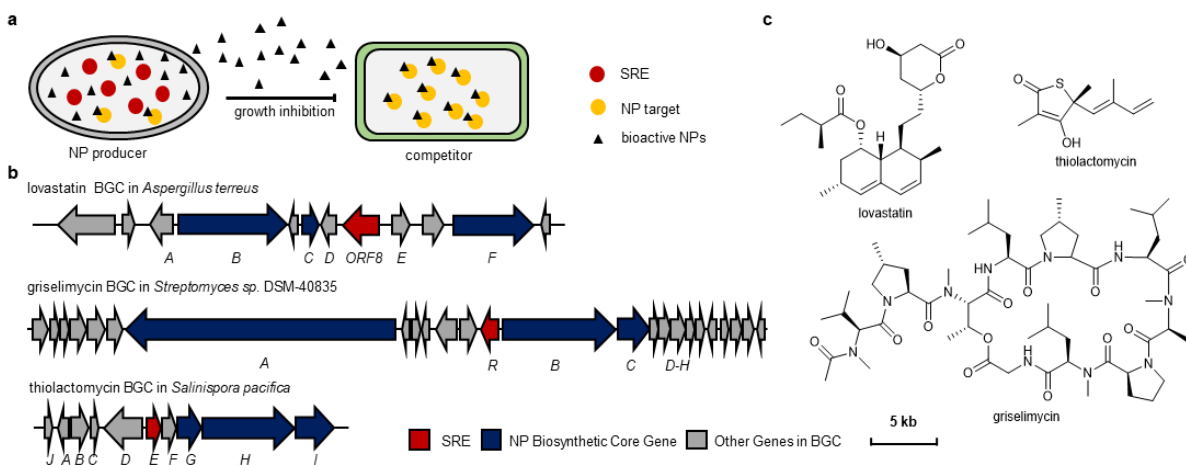 a
SRE
NP target
bioactive NPs
growth inhibition
NP producer
competitor
b
lovastatin BGC in Aspergillus terreus
A B C D ORF8 E F
griselimycin BGC in Streptomyces sp. DSM-40835
A R B C D-H
thiolactomycin BGC in Salinispora pacifica
J A B C D E F G H I
SRE NP Biosynthetic Core Gene Other Genes in BGC
5 kb
c
HO O
O
O
O
H
lovastatin
O S
OH
thiolactomycin
O O O
N HN N HN O
O N O N
N O O H O N
O N O N O N
O O
griselimycin